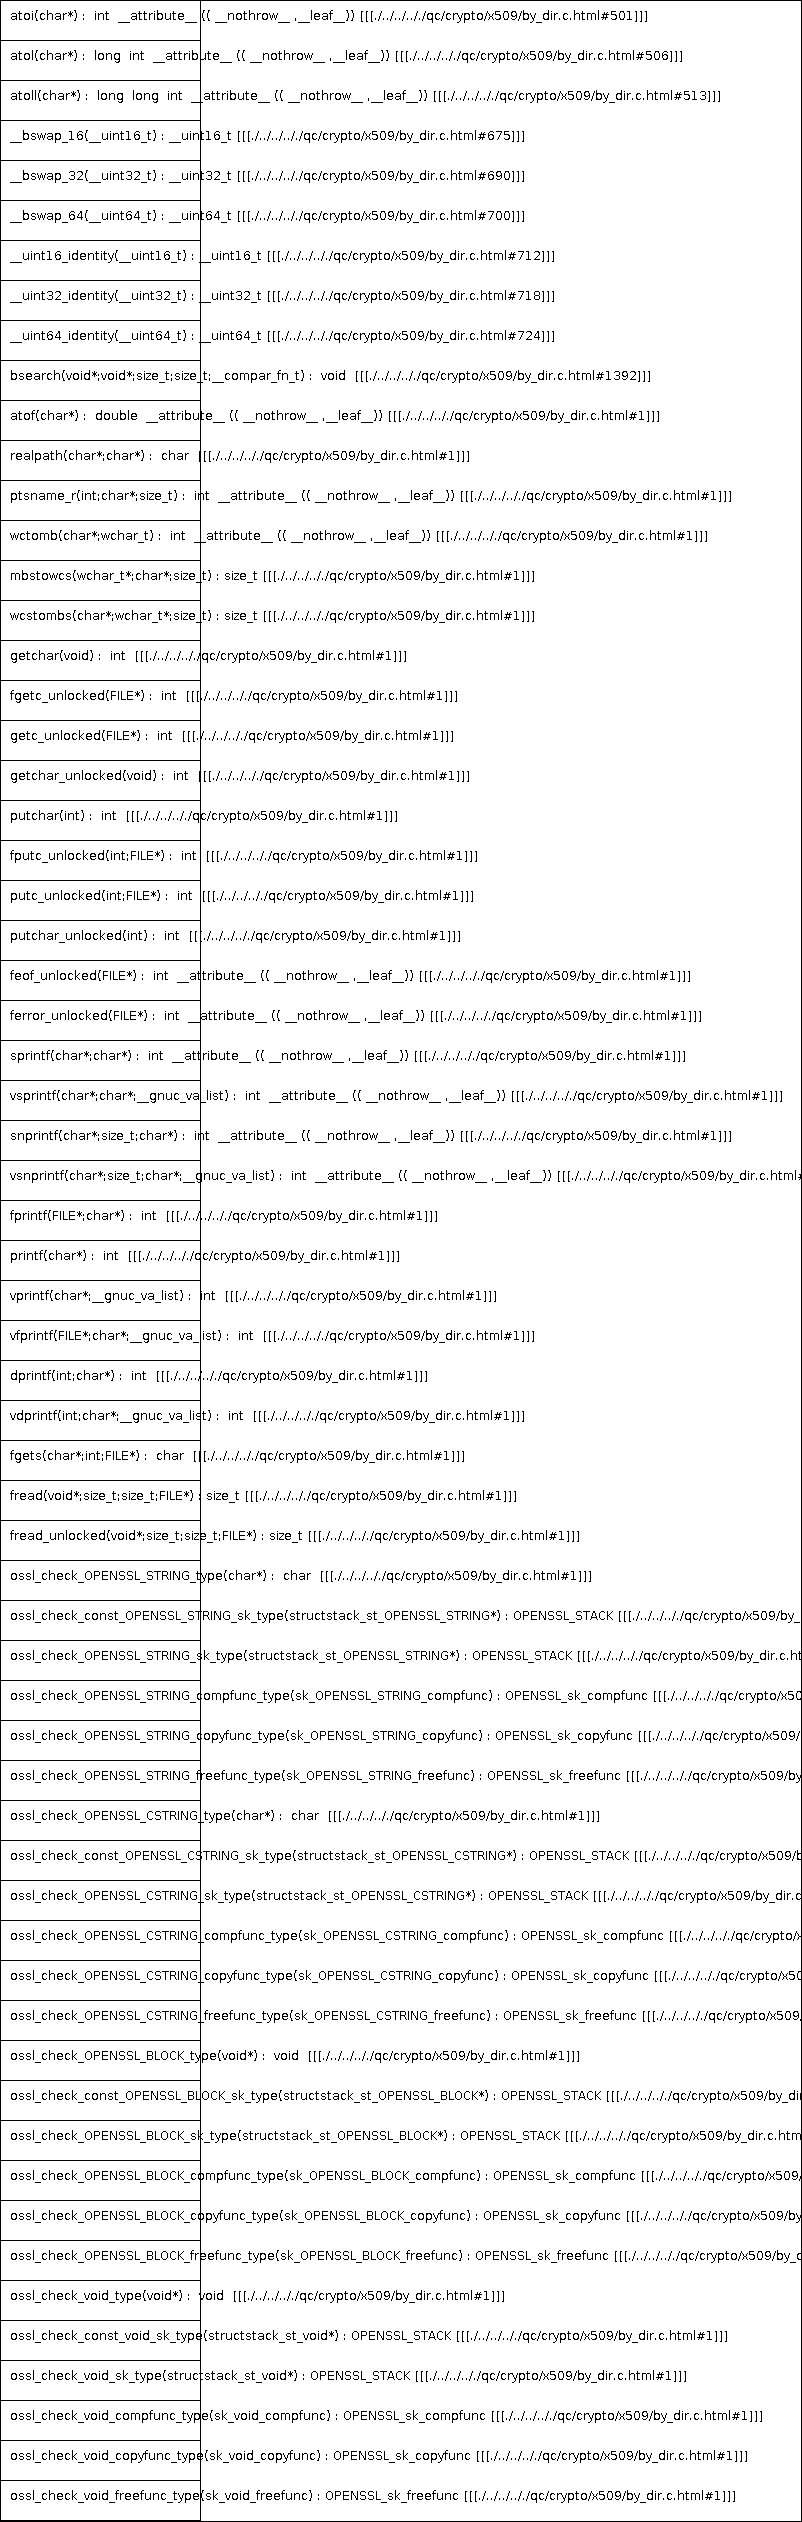 atoi(char*) :  int  __attribute__ (( __nothrow__ ,__leaf__)) [[[./../../../../qc/crypto/x509/by_dir.c.html#501]]]
atol(char*) :  long  int  __attribute__ (( __nothrow__ ,__leaf__)) [[[./../../../../qc/crypto/x509/by_dir.c.html#506]]]
atoll(char*) :  long  long  int  __attribute__ (( __nothrow__ ,__leaf__)) [[[./../../../../qc/crypto/x509/by_dir.c.html#513]]]
__bswap_16(__uint16_t) : __uint16_t [[[./../../../../qc/crypto/x509/by_dir.c.html#675]]]
__bswap_32(__uint32_t) : __uint32_t [[[./../../../../qc/crypto/x509/by_dir.c.html#690]]]
__bswap_64(__uint64_t) : __uint64_t [[[./../../../../qc/crypto/x509/by_dir.c.html#700]]]
__uint16_identity(__uint16_t) : __uint16_t [[[./../../../../qc/crypto/x509/by_dir.c.html#712]]]
__uint32_identity(__uint32_t) : __uint32_t [[[./../../../../qc/crypto/x509/by_dir.c.html#718]]]
__uint64_identity(__uint64_t) : __uint64_t [[[./../../../../qc/crypto/x509/by_dir.c.html#724]]]
bsearch(void*;void*;size_t;size_t;__compar_fn_t) :  void  [[[./../../../../qc/crypto/x509/by_dir.c.html#1392]]]
atof(char*) :  double  __attribute__ (( __nothrow__ ,__leaf__)) [[[./../../../../qc/crypto/x509/by_dir.c.html#1]]]
realpath(char*;char*) :  char  [[[./../../../../qc/crypto/x509/by_dir.c.html#1]]]
ptsname_r(int;char*;size_t) :  int  __attribute__ (( __nothrow__ ,__leaf__)) [[[./../../../../qc/crypto/x509/by_dir.c.html#1]]]
wctomb(char*;wchar_t) :  int  __attribute__ (( __nothrow__ ,__leaf__)) [[[./../../../../qc/crypto/x509/by_dir.c.html#1]]]
mbstowcs(wchar_t*;char*;size_t) : size_t [[[./../../../../qc/crypto/x509/by_dir.c.html#1]]]
wcstombs(char*;wchar_t*;size_t) : size_t [[[./../../../../qc/crypto/x509/by_dir.c.html#1]]]
getchar(void) :  int  [[[./../../../../qc/crypto/x509/by_dir.c.html#1]]]
fgetc_unlocked(FILE*) :  int  [[[./../../../../qc/crypto/x509/by_dir.c.html#1]]]
getc_unlocked(FILE*) :  int  [[[./../../../../qc/crypto/x509/by_dir.c.html#1]]]
getchar_unlocked(void) :  int  [[[./../../../../qc/crypto/x509/by_dir.c.html#1]]]
putchar(int) :  int  [[[./../../../../qc/crypto/x509/by_dir.c.html#1]]]
fputc_unlocked(int;FILE*) :  int  [[[./../../../../qc/crypto/x509/by_dir.c.html#1]]]
putc_unlocked(int;FILE*) :  int  [[[./../../../../qc/crypto/x509/by_dir.c.html#1]]]
putchar_unlocked(int) :  int  [[[./../../../../qc/crypto/x509/by_dir.c.html#1]]]
feof_unlocked(FILE*) :  int  __attribute__ (( __nothrow__ ,__leaf__)) [[[./../../../../qc/crypto/x509/by_dir.c.html#1]]]
ferror_unlocked(FILE*) :  int  __attribute__ (( __nothrow__ ,__leaf__)) [[[./../../../../qc/crypto/x509/by_dir.c.html#1]]]
sprintf(char*;char*) :  int  __attribute__ (( __nothrow__ ,__leaf__)) [[[./../../../../qc/crypto/x509/by_dir.c.html#1]]]
vsprintf(char*;char*;__gnuc_va_list) :  int  __attribute__ (( __nothrow__ ,__leaf__)) [[[./../../../../qc/crypto/x509/by_dir.c.html#1]]]
snprintf(char*;size_t;char*) :  int  __attribute__ (( __nothrow__ ,__leaf__)) [[[./../../../../qc/crypto/x509/by_dir.c.html#1]]]
vsnprintf(char*;size_t;char*;__gnuc_va_list) :  int  __attribute__ (( __nothrow__ ,__leaf__)) [[[./../../../../qc/crypto/x509/by_dir.c.html#
fprintf(FILE*;char*) :  int  [[[./../../../../qc/crypto/x509/by_dir.c.html#1]]]
printf(char*) :  int  [[[./../../../../qc/crypto/x509/by_dir.c.html#1]]]
vprintf(char*;__gnuc_va_list) :  int  [[[./../../../../qc/crypto/x509/by_dir.c.html#1]]]
vfprintf(FILE*;char*;__gnuc_va_list) :  int  [[[./../../../../qc/crypto/x509/by_dir.c.html#1]]]
dprintf(int;char*) :  int  [[[./../../../../qc/crypto/x509/by_dir.c.html#1]]]
vdprintf(int;char*;__gnuc_va_list) :  int  [[[./../../../../qc/crypto/x509/by_dir.c.html#1]]]
fgets(char*;int;FILE*) :  char  [[[./../../../../qc/crypto/x509/by_dir.c.html#1]]]
fread(void*;size_t;size_t;FILE*) : size_t [[[./../../../../qc/crypto/x509/by_dir.c.html#1]]]
fread_unlocked(void*;size_t;size_t;FILE*) : size_t [[[./../../../../qc/crypto/x509/by_dir.c.html#1]]]
ossl_check_OPENSSL_STRING_type(char*) :  char  [[[./../../../../qc/crypto/x509/by_dir.c.html#1]]]
ossl_check_const_OPENSSL_STRING_sk_type(structstack_st_OPENSSL_STRING*) : OPENSSL_STACK [[[./../../../../qc/crypto/x509/by_
ossl_check_OPENSSL_STRING_sk_type(structstack_st_OPENSSL_STRING*) : OPENSSL_STACK [[[./../../../../qc/crypto/x509/by_dir.c.ht
ossl_check_OPENSSL_STRING_compfunc_type(sk_OPENSSL_STRING_compfunc) : OPENSSL_sk_compfunc [[[./../../../../qc/crypto/x50
ossl_check_OPENSSL_STRING_copyfunc_type(sk_OPENSSL_STRING_copyfunc) : OPENSSL_sk_copyfunc [[[./../../../../qc/crypto/x509/
ossl_check_OPENSSL_STRING_freefunc_type(sk_OPENSSL_STRING_freefunc) : OPENSSL_sk_freefunc [[[./../../../../qc/crypto/x509/by
ossl_check_OPENSSL_CSTRING_type(char*) :  char  [[[./../../../../qc/crypto/x509/by_dir.c.html#1]]]
ossl_check_const_OPENSSL_CSTRING_sk_type(structstack_st_OPENSSL_CSTRING*) : OPENSSL_STACK [[[./../../../../qc/crypto/x509/b
ossl_check_OPENSSL_CSTRING_sk_type(structstack_st_OPENSSL_CSTRING*) : OPENSSL_STACK [[[./../../../../qc/crypto/x509/by_dir.c
ossl_check_OPENSSL_CSTRING_compfunc_type(sk_OPENSSL_CSTRING_compfunc) : OPENSSL_sk_compfunc [[[./../../../../qc/crypto/x
ossl_check_OPENSSL_CSTRING_copyfunc_type(sk_OPENSSL_CSTRING_copyfunc) : OPENSSL_sk_copyfunc [[[./../../../../qc/crypto/x50
ossl_check_OPENSSL_CSTRING_freefunc_type(sk_OPENSSL_CSTRING_freefunc) : OPENSSL_sk_freefunc [[[./../../../../qc/crypto/x509/
ossl_check_OPENSSL_BLOCK_type(void*) :  void  [[[./../../../../qc/crypto/x509/by_dir.c.html#1]]]
ossl_check_const_OPENSSL_BLOCK_sk_type(structstack_st_OPENSSL_BLOCK*) : OPENSSL_STACK [[[./../../../../qc/crypto/x509/by_di
ossl_check_OPENSSL_BLOCK_sk_type(structstack_st_OPENSSL_BLOCK*) : OPENSSL_STACK [[[./../../../../qc/crypto/x509/by_dir.c.htm
ossl_check_OPENSSL_BLOCK_compfunc_type(sk_OPENSSL_BLOCK_compfunc) : OPENSSL_sk_compfunc [[[./../../../../qc/crypto/x509/
ossl_check_OPENSSL_BLOCK_copyfunc_type(sk_OPENSSL_BLOCK_copyfunc) : OPENSSL_sk_copyfunc [[[./../../../../qc/crypto/x509/by
ossl_check_OPENSSL_BLOCK_freefunc_type(sk_OPENSSL_BLOCK_freefunc) : OPENSSL_sk_freefunc [[[./../../../../qc/crypto/x509/by_d
ossl_check_void_type(void*) :  void  [[[./../../../../qc/crypto/x509/by_dir.c.html#1]]]
ossl_check_const_void_sk_type(structstack_st_void*) : OPENSSL_STACK [[[./../../../../qc/crypto/x509/by_dir.c.html#1]]]
ossl_check_void_sk_type(structstack_st_void*) : OPENSSL_STACK [[[./../../../../qc/crypto/x509/by_dir.c.html#1]]]
ossl_check_void_compfunc_type(sk_void_compfunc) : OPENSSL_sk_compfunc [[[./../../../../qc/crypto/x509/by_dir.c.html#1]]]
ossl_check_void_copyfunc_type(sk_void_copyfunc) : OPENSSL_sk_copyfunc [[[./../../../../qc/crypto/x509/by_dir.c.html#1]]]
ossl_check_void_freefunc_type(sk_void_freefunc) : OPENSSL_sk_freefunc [[[./../../../../qc/crypto/x509/by_dir.c.html#1]]]